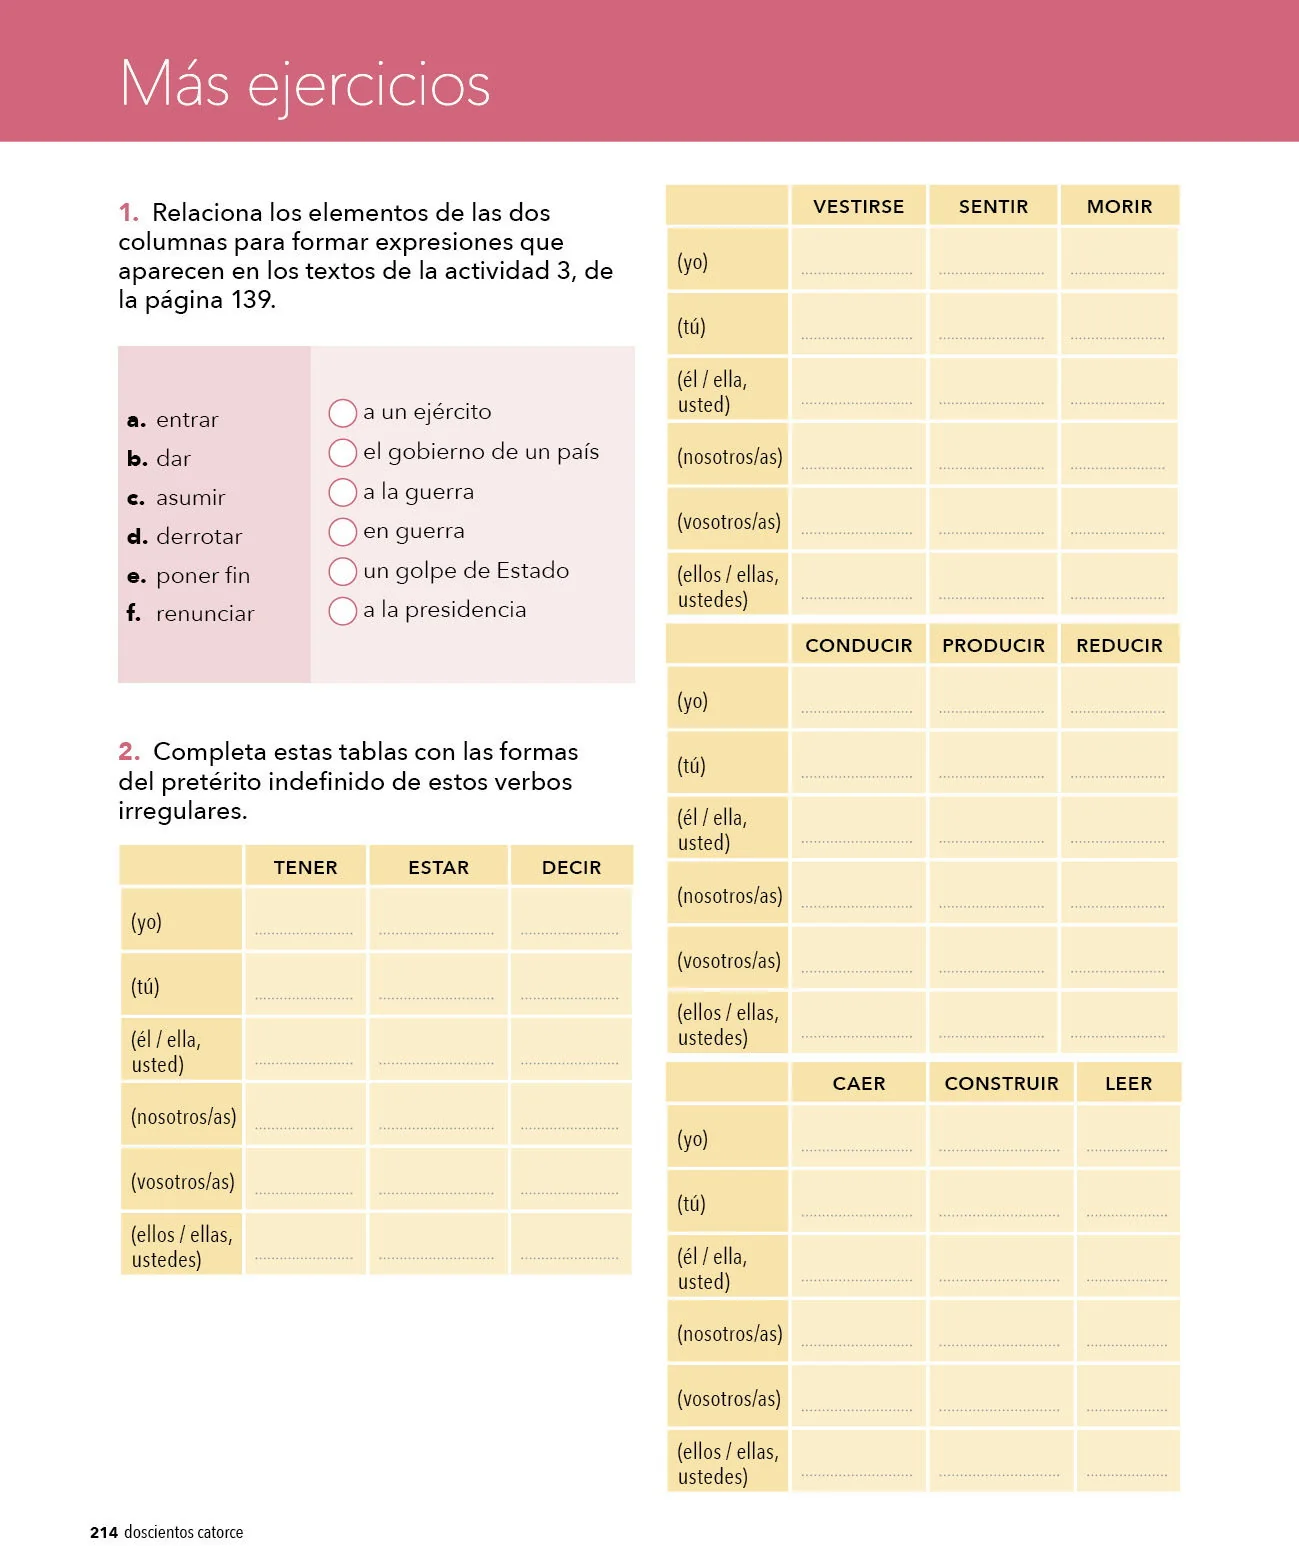 Más ejercicios
1. Relaciona los elementos de las dos
columnas para formar expresiones que
aparecen en los textos de la actividad 3, de
la página 139.
a. entrar
b. dar
c. asumir
d. derrotar
e. poner fin
f. renunciar
a un ejército
el gobierno de un país
a la guerra
en guerra
un golpe de Estado
a la presidencia
2. Completa estas tablas con las formas
del pretérito indefinido de estos verbos
irregulares.
TENER ESTAR DECIR
(yo)
(tú)
(él / ella,
usted)
(nosotros/as)
(vosotros/as)
(ellos / ellas,
ustedes)
VESTIRSE SENTIR MORIR
(yo)
(tú)
(él / ella,
usted)
(nosotros/as)
(vosotros/as)
(ellos / ellas,
ustedes)
CONDUCIR PRODUCIR REDUCIR
(yo)
(tú)
(él / ella,
usted)
(nosotros/as)
(vosotros/as)
(ellos / ellas,
ustedes)
CAER CONSTRUIR LEER
(yo)
(tú)
(él / ella,
usted)
(nosotros/as)
(vosotros/as)
(ellos / ellas,
ustedes)
214 doscientos catorce